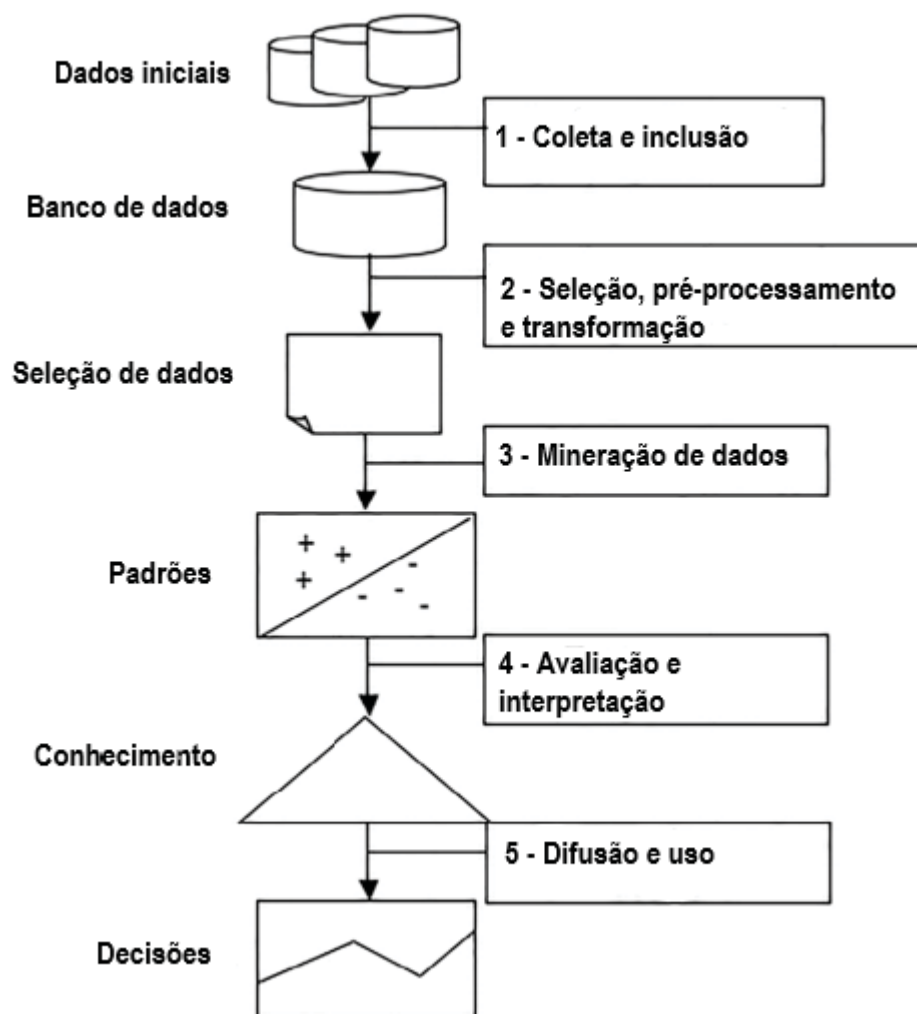 Dados iniciais
1 - Coleta e inclusão
Banco de dados
2 - Seleção, pré-processamento
e transformação
Seleção de dados
3 - Mineração de dados
+ + + - - - -
Padrões
4 - Avaliação e
interpretação
Conhecimento
5 - Difusão e uso
Decisões